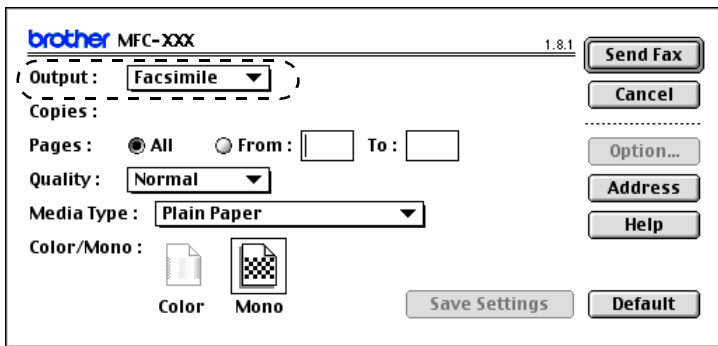 brother MFC-XXX
1.8.1
Send Fax
Output : Facsimile
Cancel
Copies :
Pages : All From : To :
Option...
Quality : Normal
Address
Media Type : Plain Paper
Help
Color/Mono :
Color Mono
Save Settings
Default